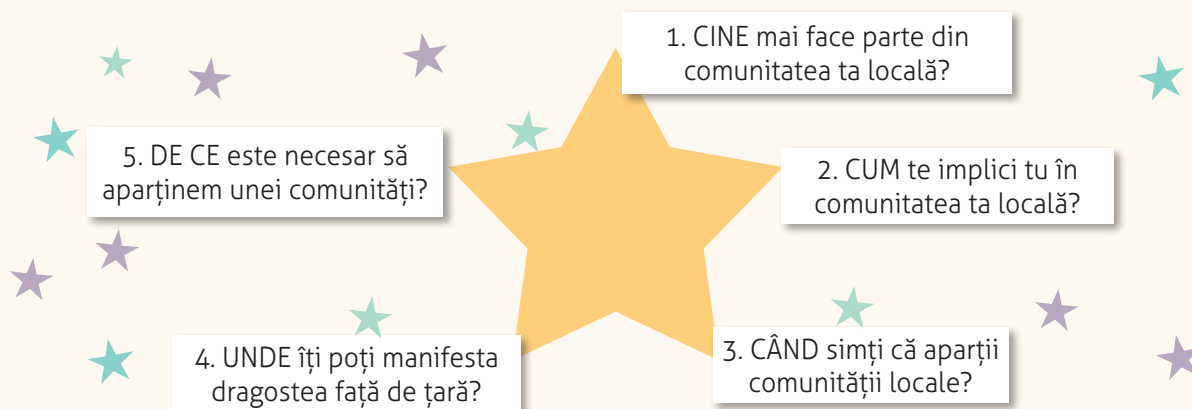 1. CINE mai face parte din
comunitatea ta locală?
2. CUM te implici tu în
comunitatea ta locală?
3. CÂND simți că aparții
comunității locale?
4. UNDE îți poți manifesta
dragostea față de țară?
5. DE CE este necesar să
aparținem unei comunități?